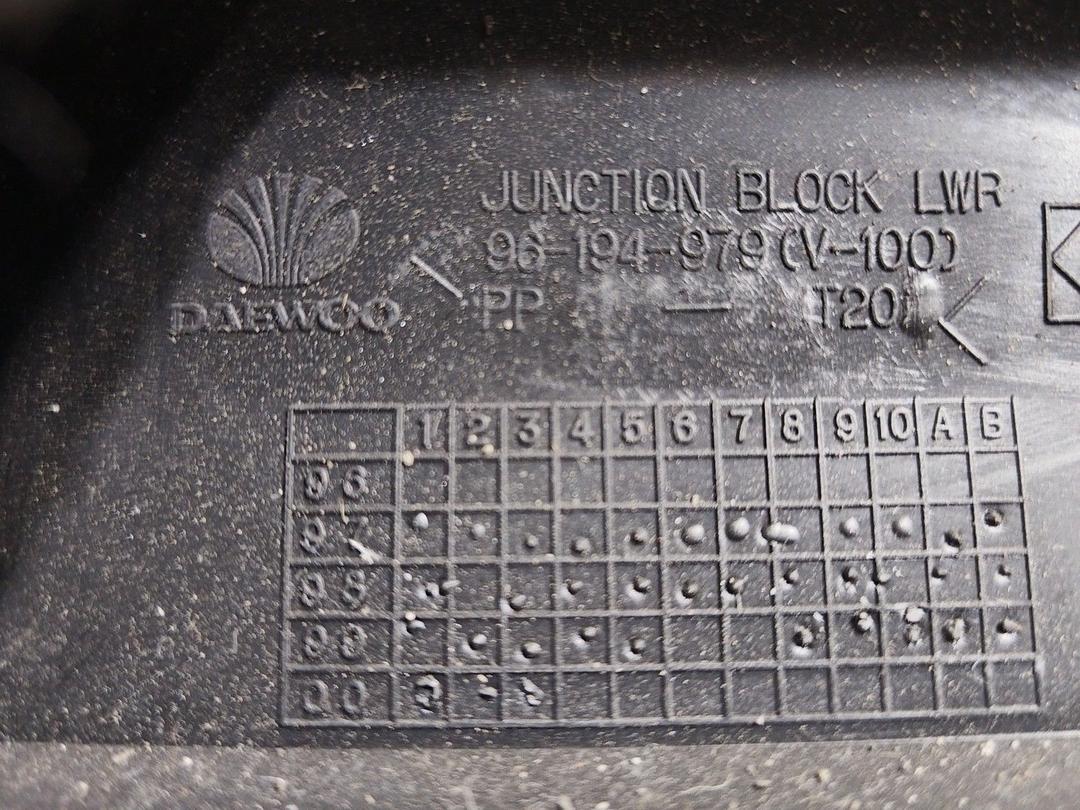 JUNCTION BLOCK LWR
96-194-979(V-100)
PP — T20
DAEWOO
1 2 3 4 5 6 7 8 9 10 A B
96
97
98
99
00